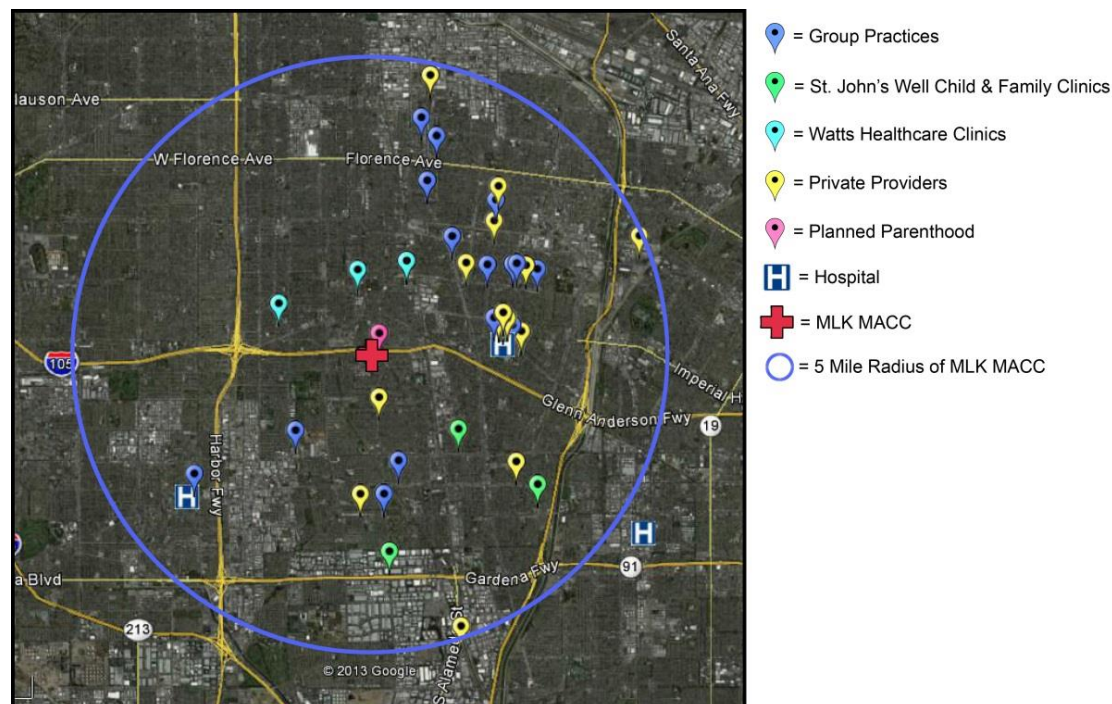 Santa Ana Fwy
lauson Ave
W Florence Ave
Florence Ave
105
Imperial H
Glenn Anderson Fwy
19
Harbor Fwy
H
H
H
a Blvd
Gardena Fwy
91
213
S Alameda St
© 2013 Google
= Group Practices
= St. John's Well Child & Family Clinics
= Watts Healthcare Clinics
= Private Providers
= Planned Parenthood
H = Hospital
= MLK MACC
= 5 Mile Radius of MLK MACC